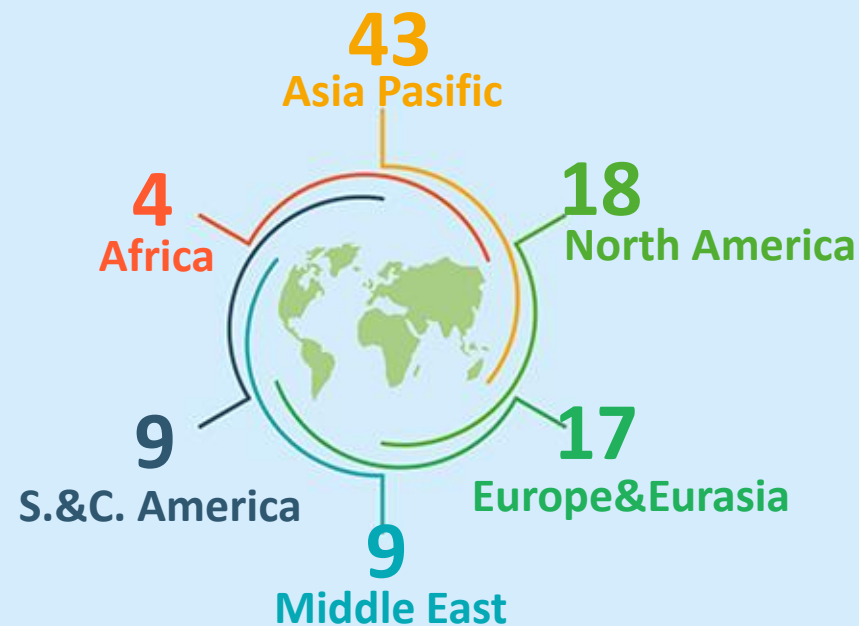 43
Asia Pasific
4
Africa
18
North America
9
S.&C. America
17
Europe&Eurasia
9
Middle East